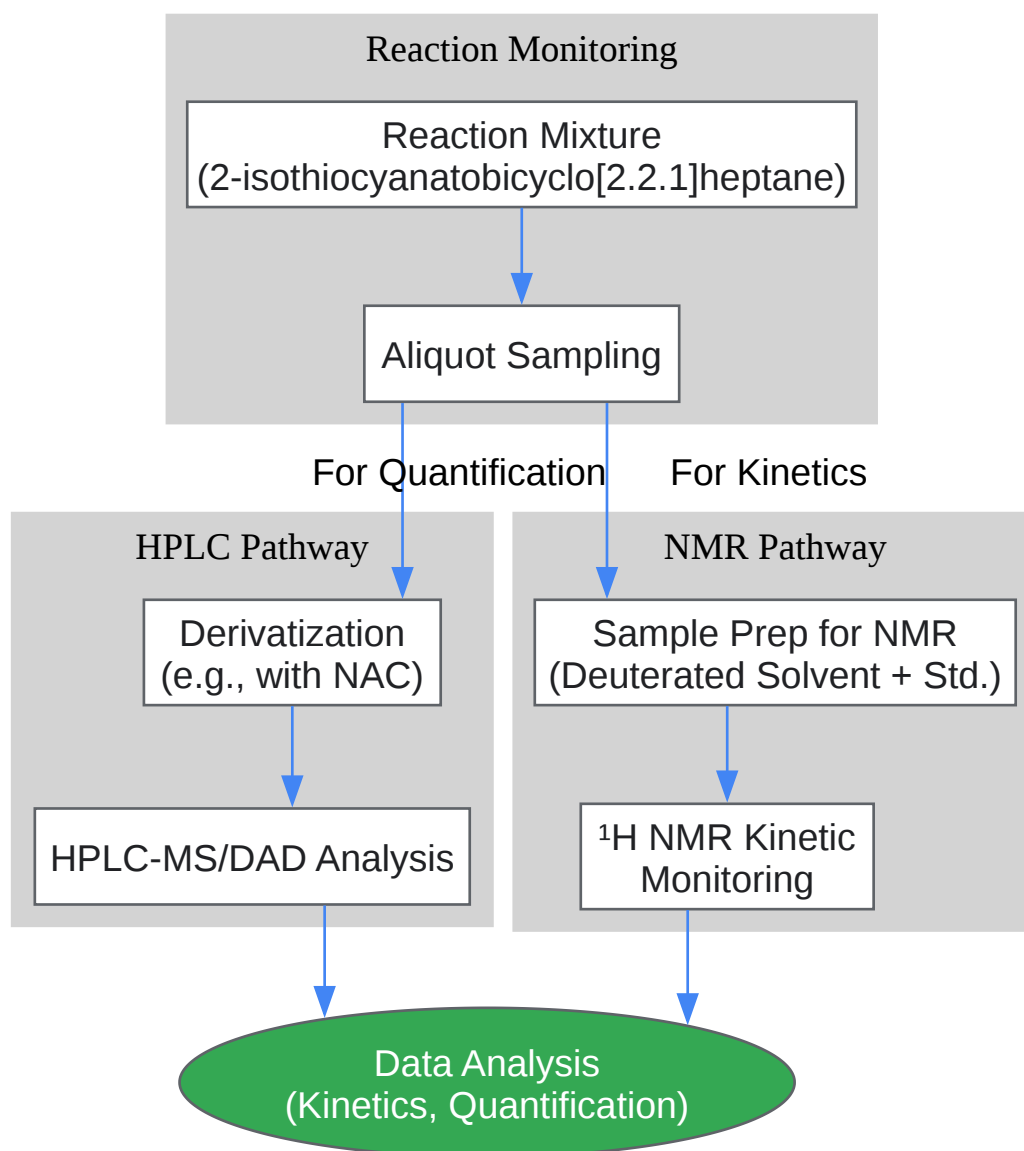 Reaction Monitoring
Reaction Mixture
(2-isothiocyanatobicyclo[2.2.1]heptane)
Aliquot Sampling
For Quantification
For Kinetics
HPLC Pathway
Derivatization
(e.g., with NAC)
HPLC-MS/DAD Analysis
NMR Pathway
Sample Prep for NMR
(Deuterated Solvent + Std.)
¹H NMR Kinetic
Monitoring
Data Analysis
(Kinetics, Quantification)